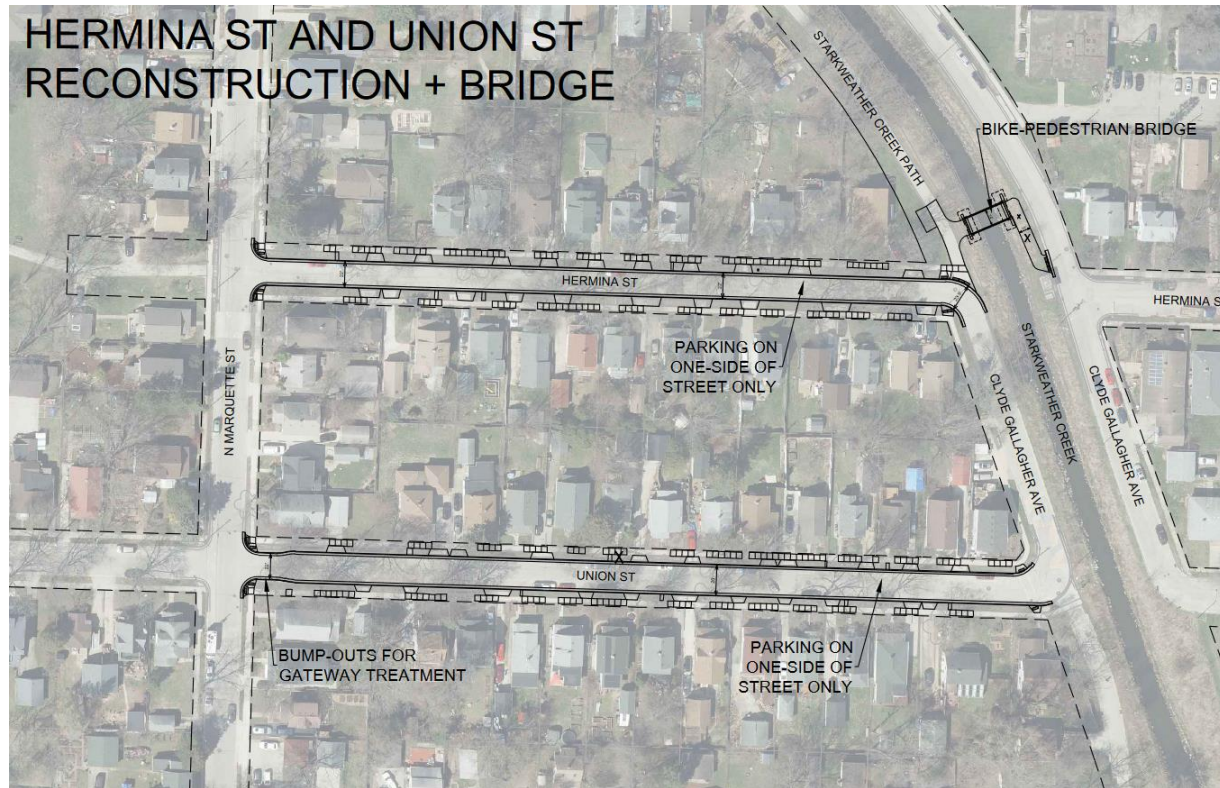 HERMINA ST AND UNION ST
RECONSTRUCTION + BRIDGE
STARKWEATHER CREEK PATH
BIKE-PEDESTRIAN BRIDGE
HERMINA ST
HERMINA S
PARKING ON
ONE-SIDE OF
STREET ONLY
N MARQUETTE ST
CLYDE GALLAGHER AVE
STARKWEATHER CREEK
CLYDE GALLAGHER AVE
X
UNION ST
BUMP-OUTS FOR
GATEWAY TREATMENT
PARKING ON
ONE-SIDE OF
STREET ONLY